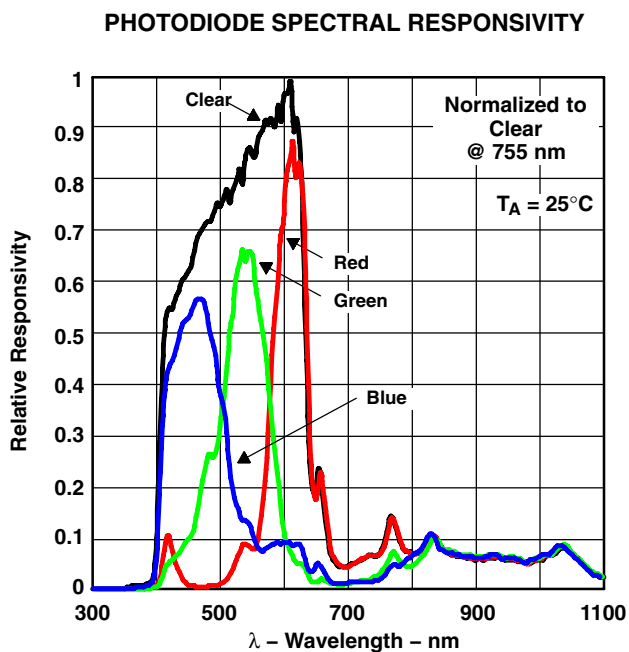 PHOTODIODE SPECTRAL RESPONSIVITY
1
0.9
0.8
0.7
0.6
0.5
0.4
0.3
0.2
0.1
0
Relative Responsivity
Clear
Normalized to
Clear
@ 755 nm
T_A = 25°C
Red
Green
Blue
300 500 700 900 1100
λ – Wavelength – nm